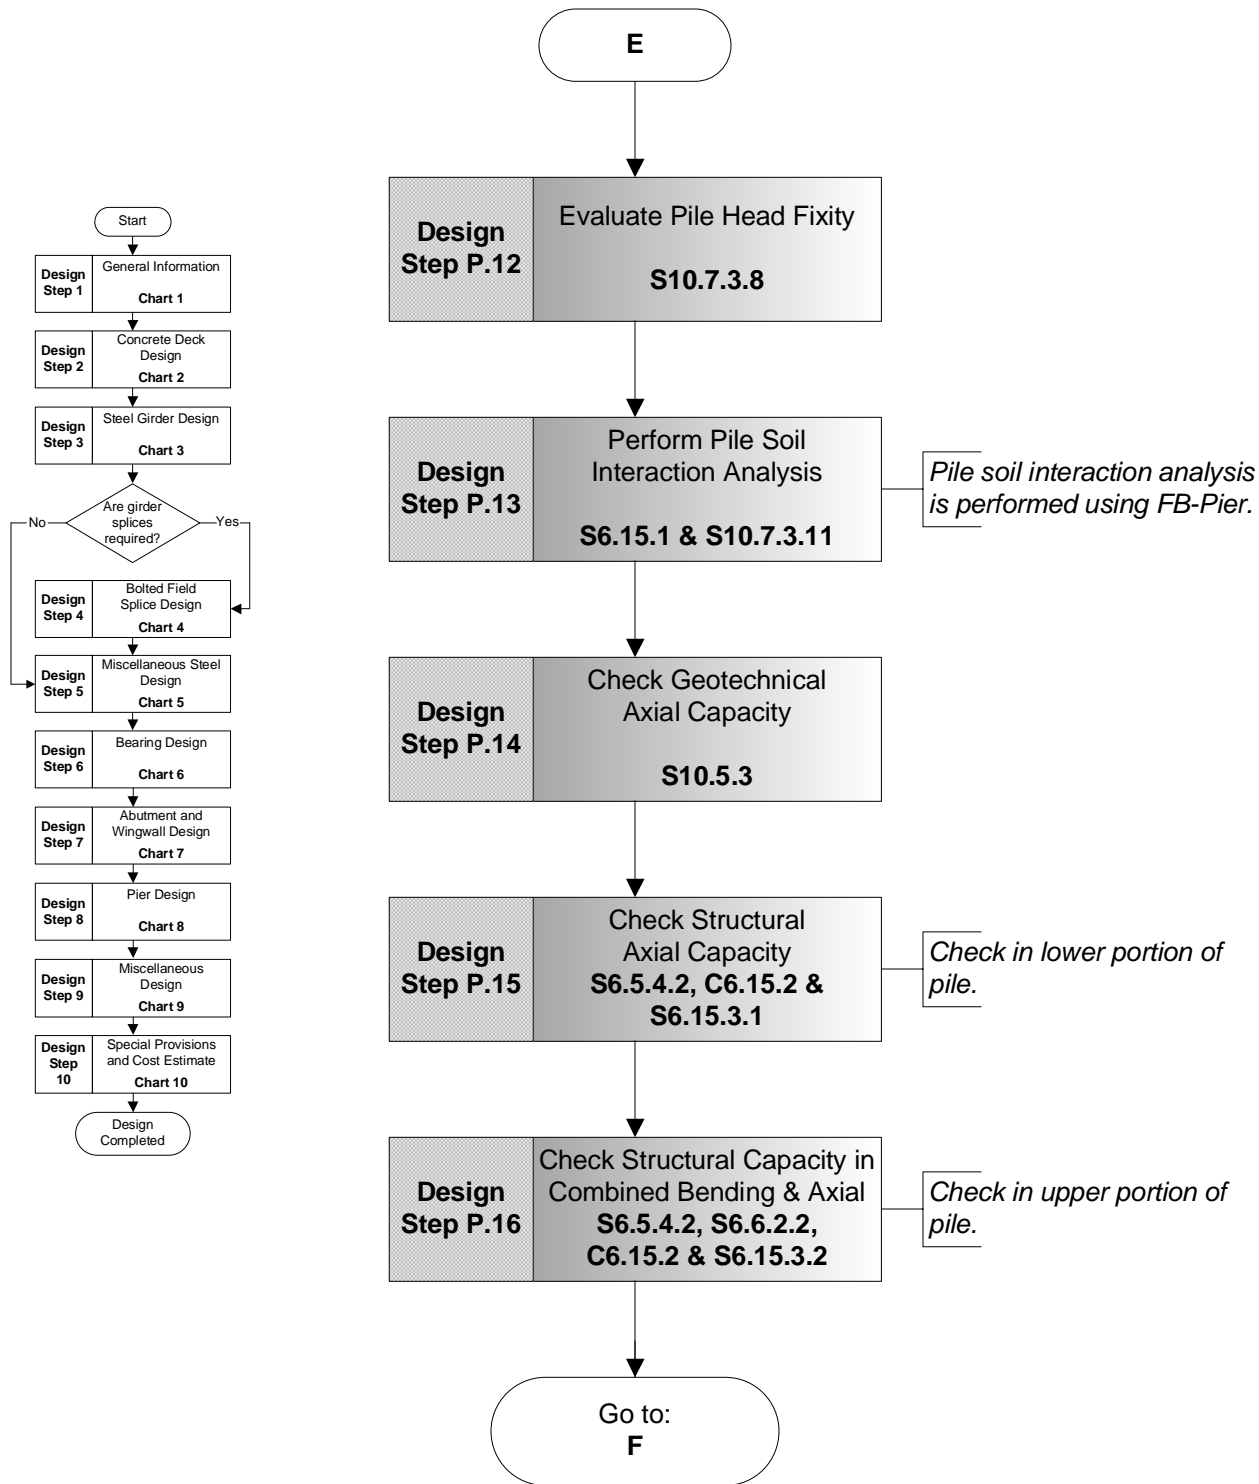 Start
Design
Step 1
General Information
Chart 1
Design
Step 2
Concrete Deck
Design
Chart 2
Design
Step 3
Steel Girder Design
Chart 3
Are girder
splices
required?
No
Yes
Design
Step 4
Bolted Field
Splice Design
Chart 4
Design
Step 5
Miscellaneous Steel
Design
Chart 5
Design
Step 6
Bearing Design
Chart 6
Design
Step 7
Abutment and
Wingwall Design
Chart 7
Design
Step 8
Pier Design
Chart 8
Design
Step 9
Miscellaneous
Design
Chart 9
Design
Step
10
Special Provisions
and Cost Estimate
Chart 10
Design
Completed
E
Design
Step P.12
Evaluate Pile Head Fixity
S10.7.3.8
Design
Step P.13
Perform Pile Soil
Interaction Analysis
S6.15.1 & S10.7.3.11
Pile soil interaction analysis
is performed using FB-Pier.
Design
Step P.14
Check Geotechnical
Axial Capacity
S10.5.3
Design
Step P.15
Check Structural
Axial Capacity
S6.5.4.2, C6.15.2 &
S6.15.3.1
Check in lower portion of
pile.
Design
Step P.16
Check Structural Capacity in
Combined Bending & Axial
S6.5.4.2, S6.6.2.2,
C6.15.2 & S6.15.3.2
Check in upper portion of
pile.
Go to:
F